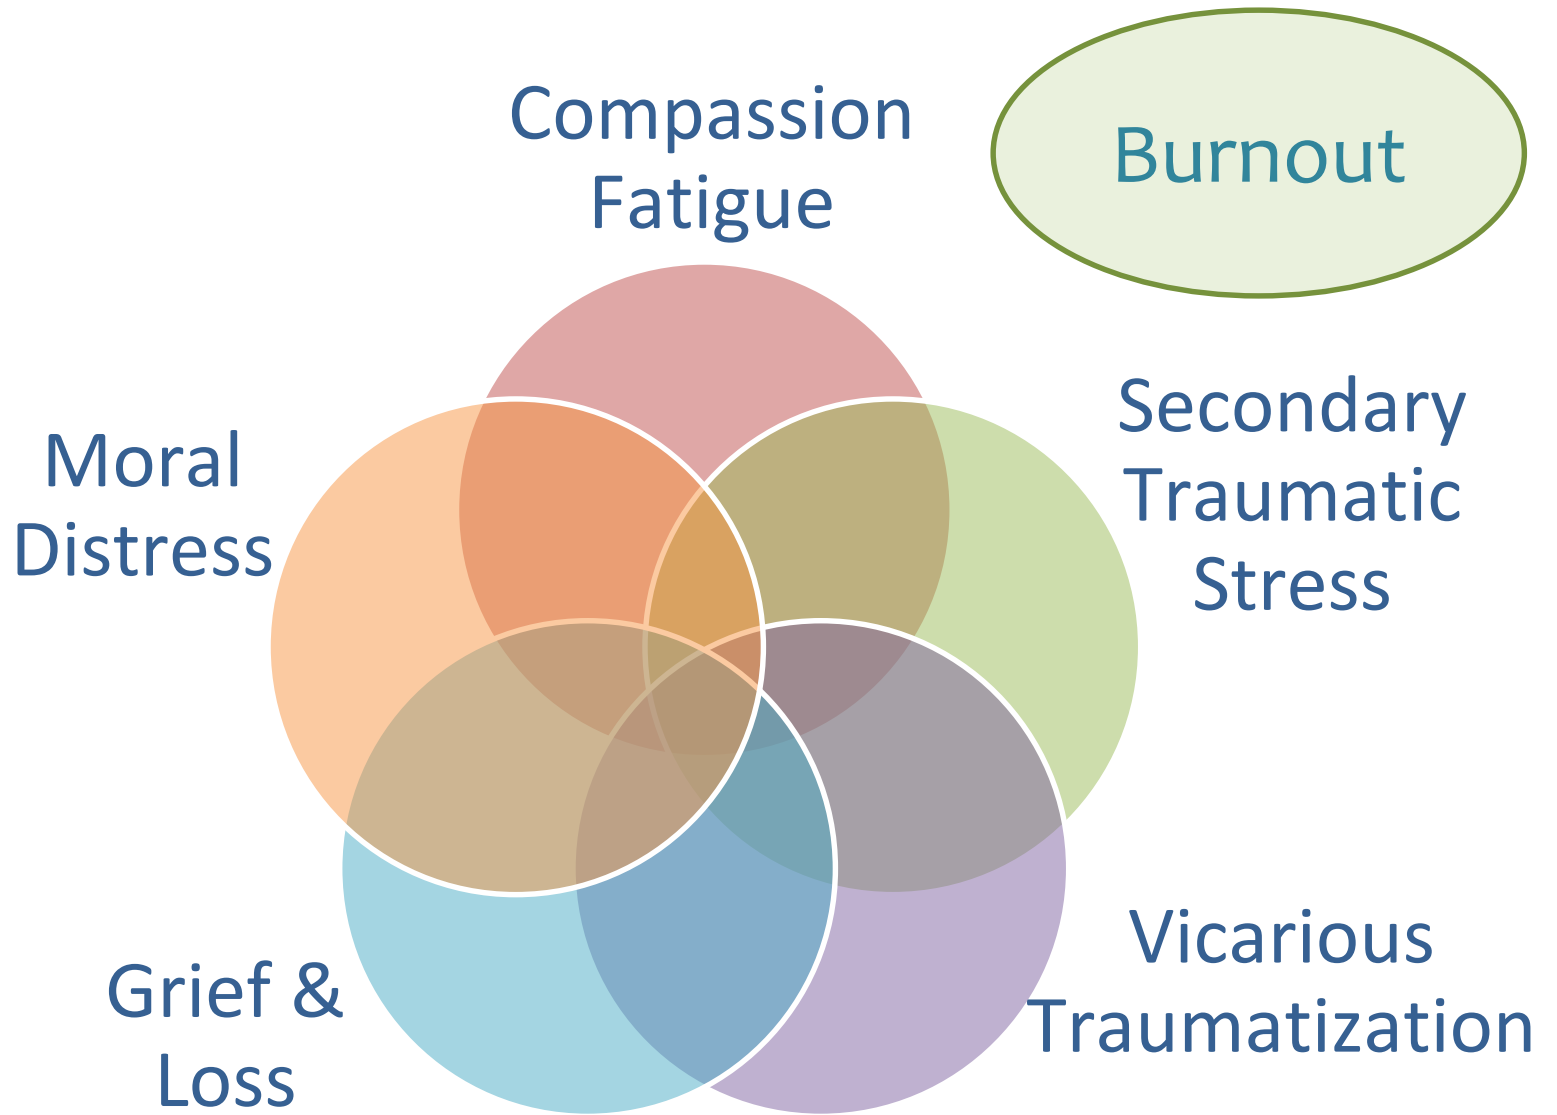 Compassion
Fatigue
Burnout
Secondary
Traumatic
Stress
Moral
Distress
Vicarious
Traumatization
Grief &
Loss